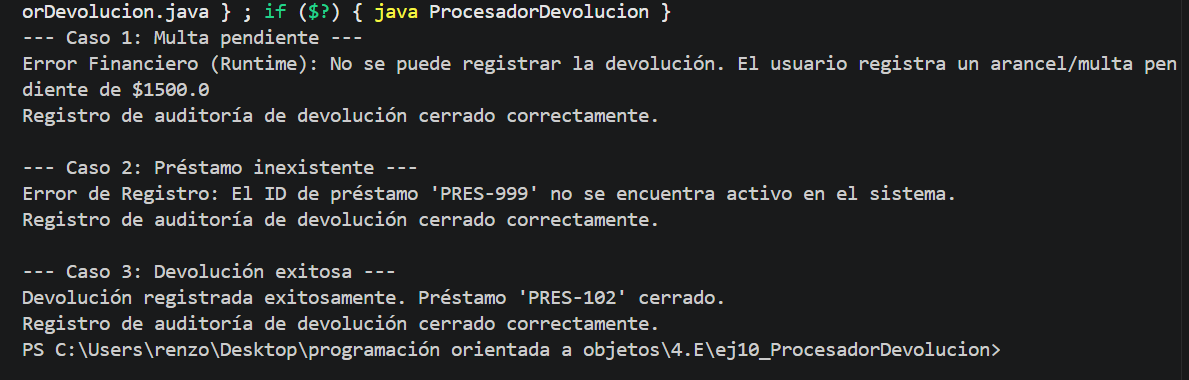 orDevolucion.java } ; if ($?) { java ProcesadorDevolucion }
--- Caso 1: Multa pendiente ---
Error Financiero (Runtime): No se puede registrar la devolución. El usuario registra un arancel/multa pen
diente de $1500.0
Registro de auditoría de devolución cerrado correctamente.

--- Caso 2: Préstamo inexistente ---
Error de Registro: El ID de préstamo 'PRES-999' no se encuentra activo en el sistema.
Registro de auditoría de devolución cerrado correctamente.

--- Caso 3: Devolución exitosa ---
Devolución registrada exitosamente. Préstamo 'PRES-102' cerrado.
Registro de auditoría de devolución cerrado correctamente.
PS C:\Users\renzo\Desktop\programación orientada a objetos\4.E\ej10_ProcesadorDevolucion>